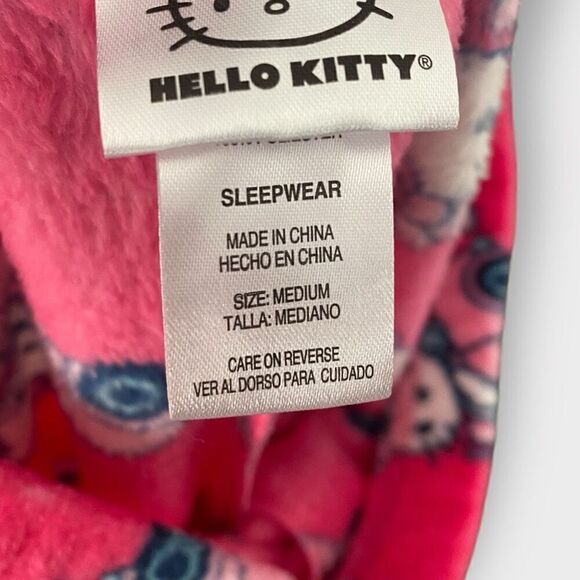 HELLO KITTY®
SLEEPWEAR
MADE IN CHINA
HECHO EN CHINA
SIZE: MEDIUM
TALLA: MEDIANO
CARE ON REVERSE
VER AL DORSO PARA CUIDADO